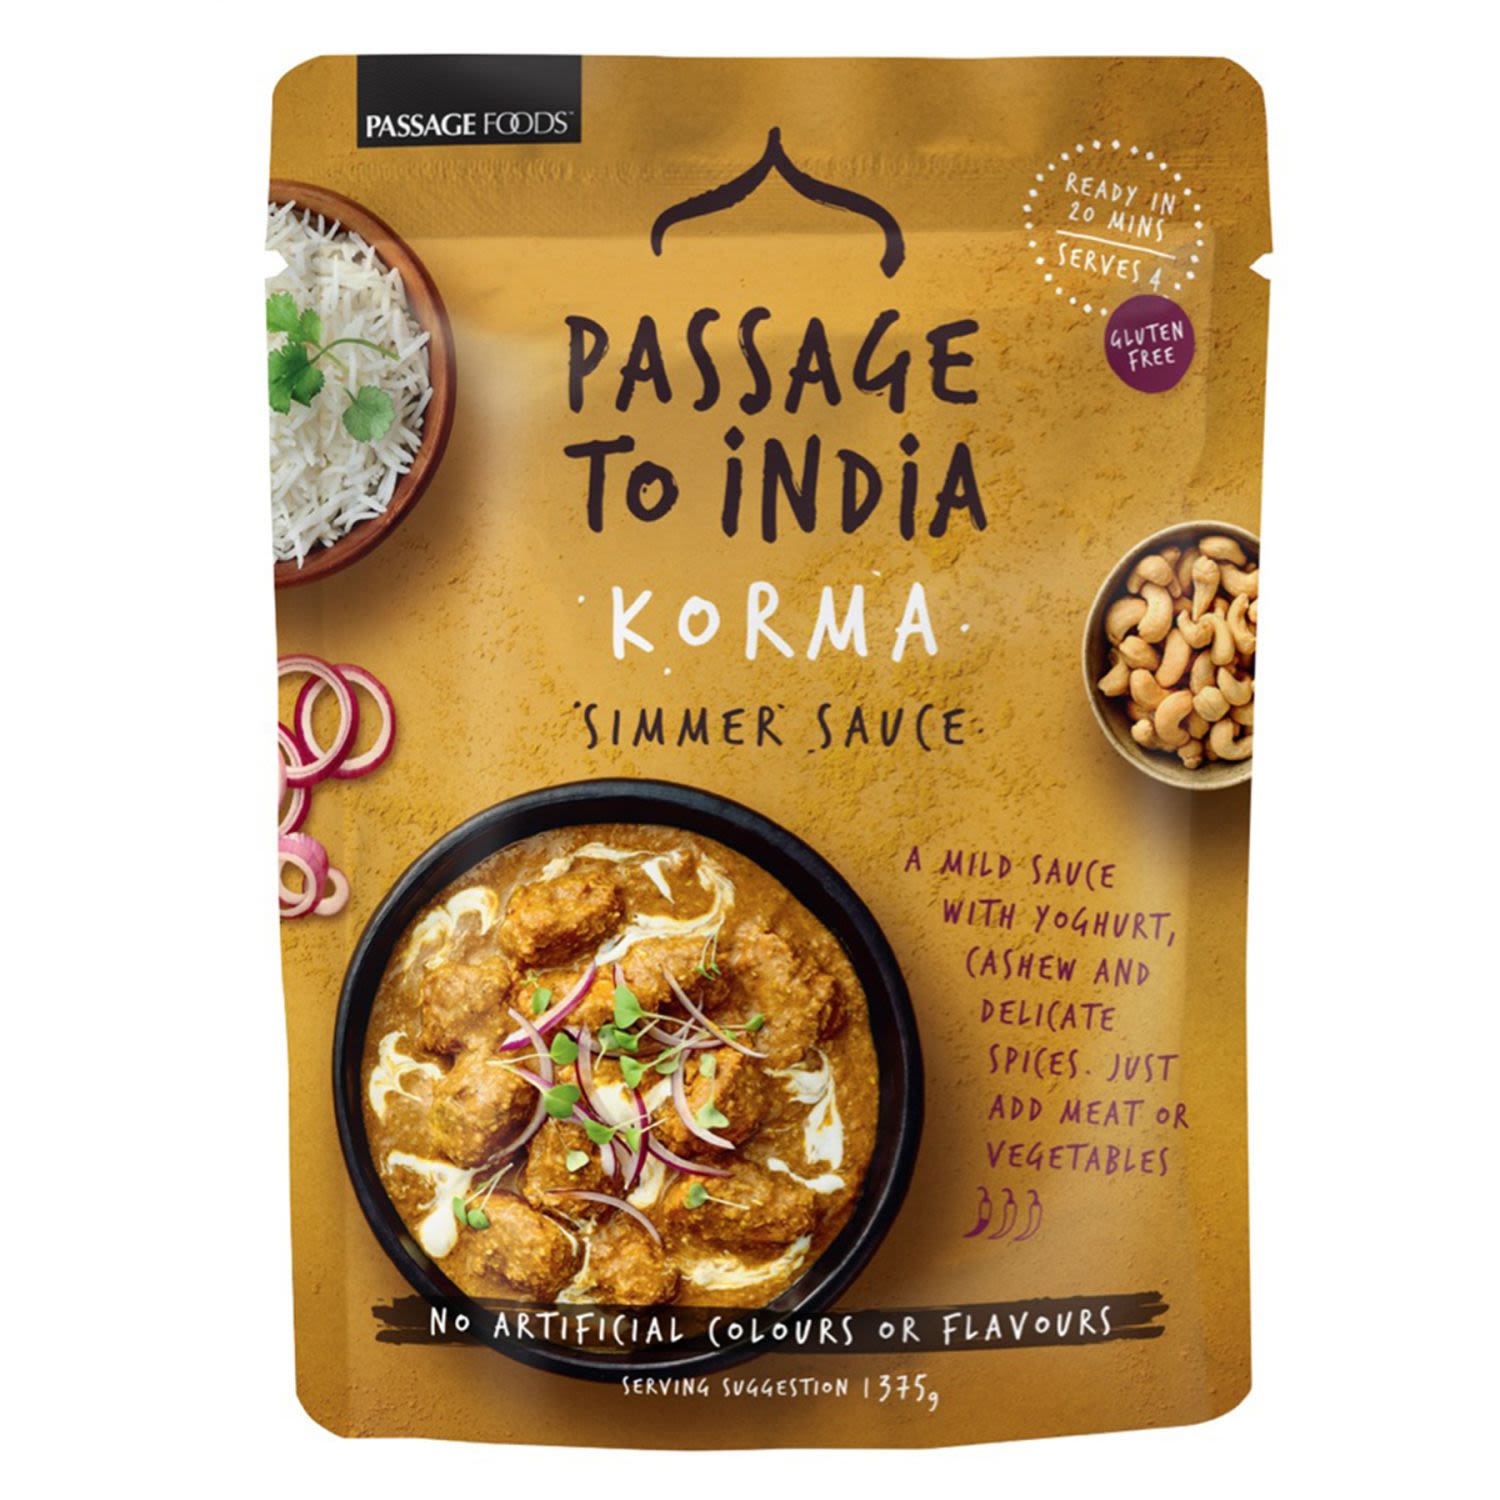 PASSAGE FOODS™
READY IN
20 MINS
SERVES 4
GLUTEN
FREE
PASSAGE
TO INDIA
KORMA
SIMMER SAUCE
A MILD SAUCE
WITH YOGHURT,
CASHEW AND
DELICATE
SPICES. JUST
ADD MEAT OR
VEGETABLES
NO ARTIFICIAL COLOURS OR FLAVOURS
SERVING SUGGESTION | 375g